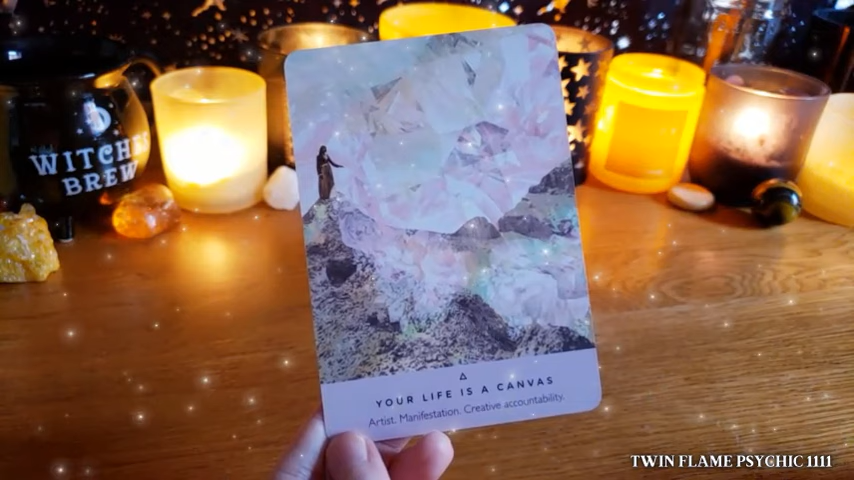 WITCHES
BREW
YOUR LIFE IS A CANVAS
Artist. Manifestation. Creative accountability.
TWIN FLAME PSYCHIC 1111